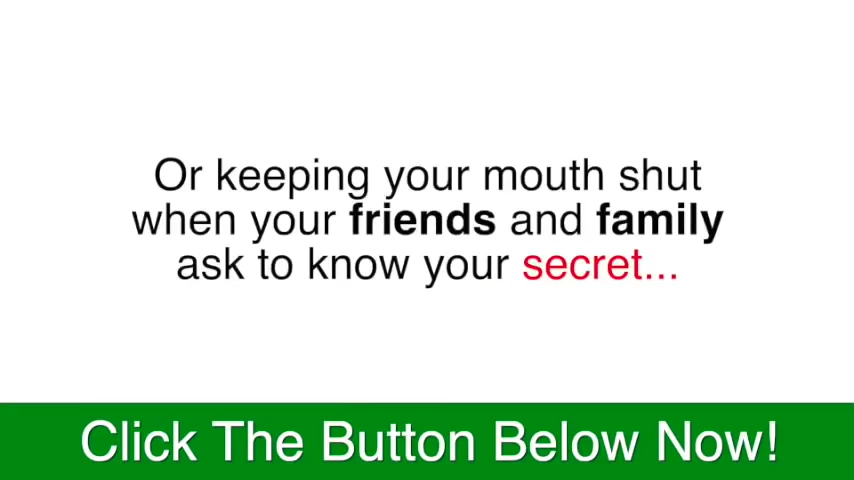 Or keeping your mouth shut
when your friends and family
ask to know your secret...
Click The Button Below Now!